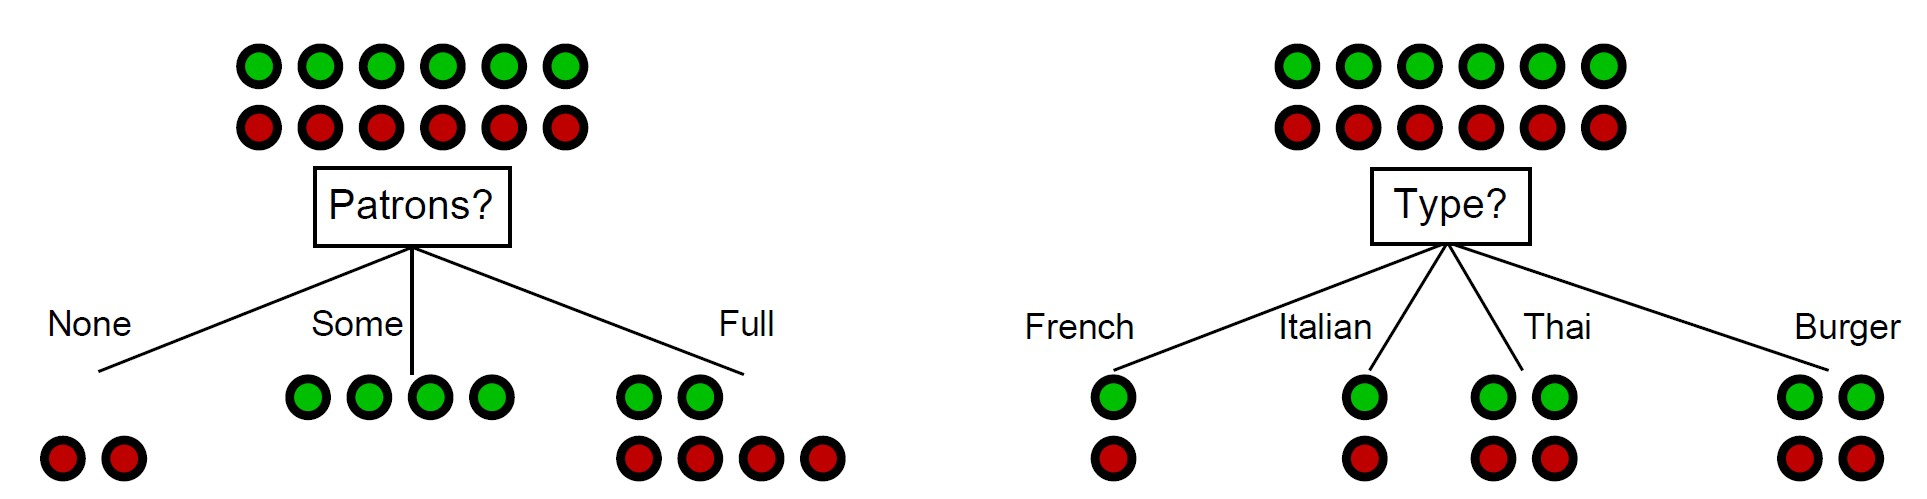 Patrons?
None
Some
Full
Type?
French
Italian
Thai
Burger